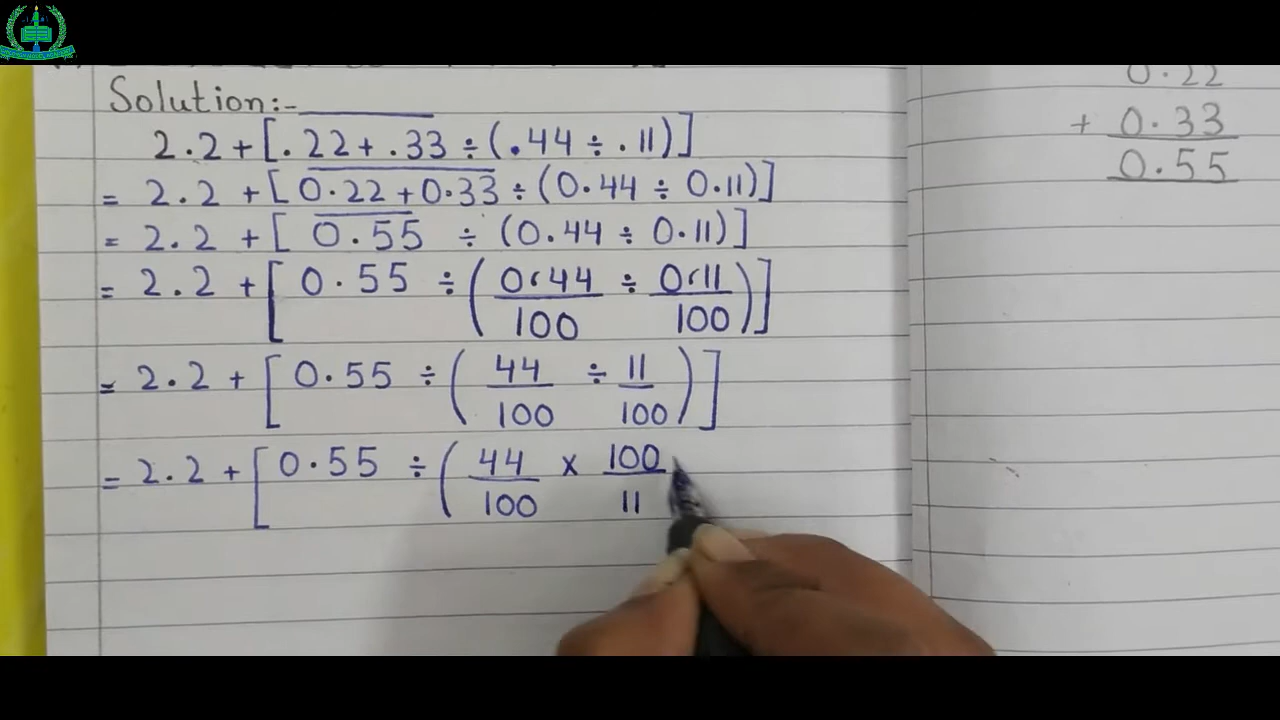 Solution:-
2.2 + [.22 + .33 ÷ (.44 ÷ .11)]
= 2.2 + [0.22 + 0.33 ÷ (0.44 ÷ 0.11)]
= 2.2 + [0.55 ÷ (0.44 ÷ 0.11)]
= 2.2 + [0.55 ÷ (0.44/100 ÷ 0.11/100)]
= 2.2 + [0.55 ÷ (44/100 ÷ 11/100)]
= 2.2 + [0.55 ÷ (44/100 × 100/11
0.22
+ 0.33
0.55